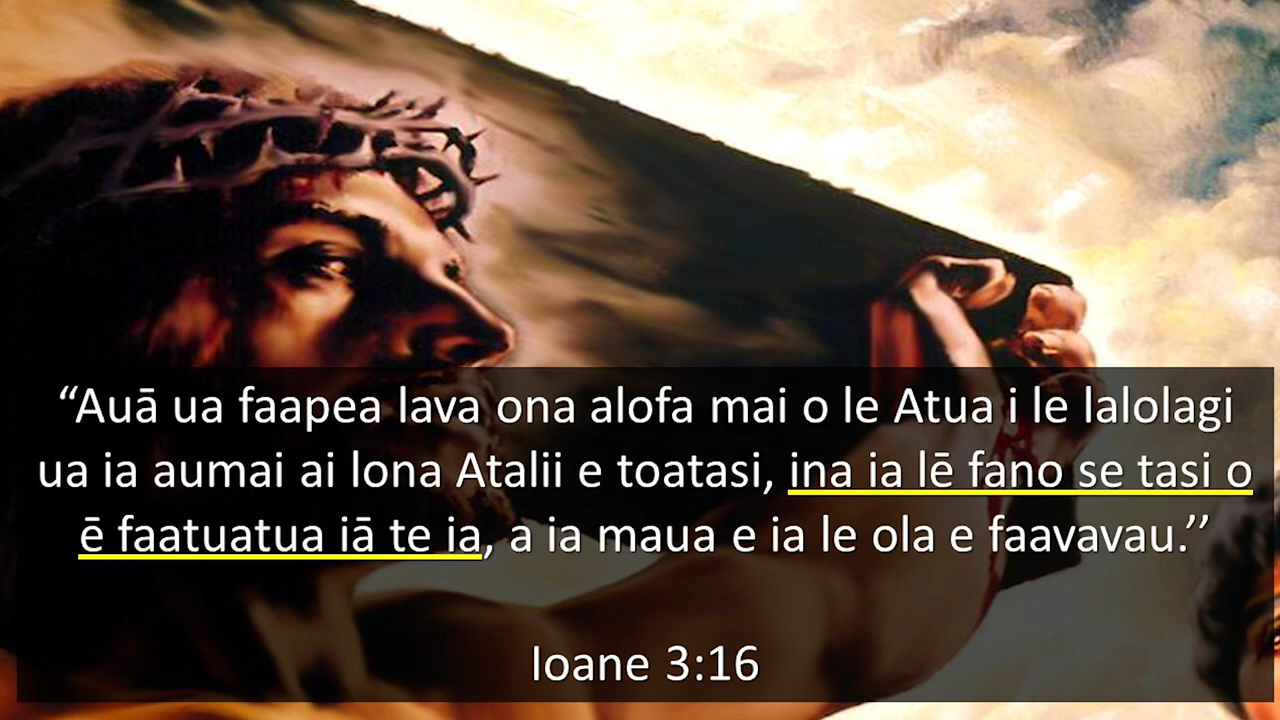 “Auā ua faapea lava ona alofa mai o le Atua i le lalolagi
ua ia aumai ai lona Atalii e toatasi, ina ia lē fano se tasi o
ē faatuatua iā te ia, a ia maua e ia le ola e faavavau.’’
Ioane 3:16